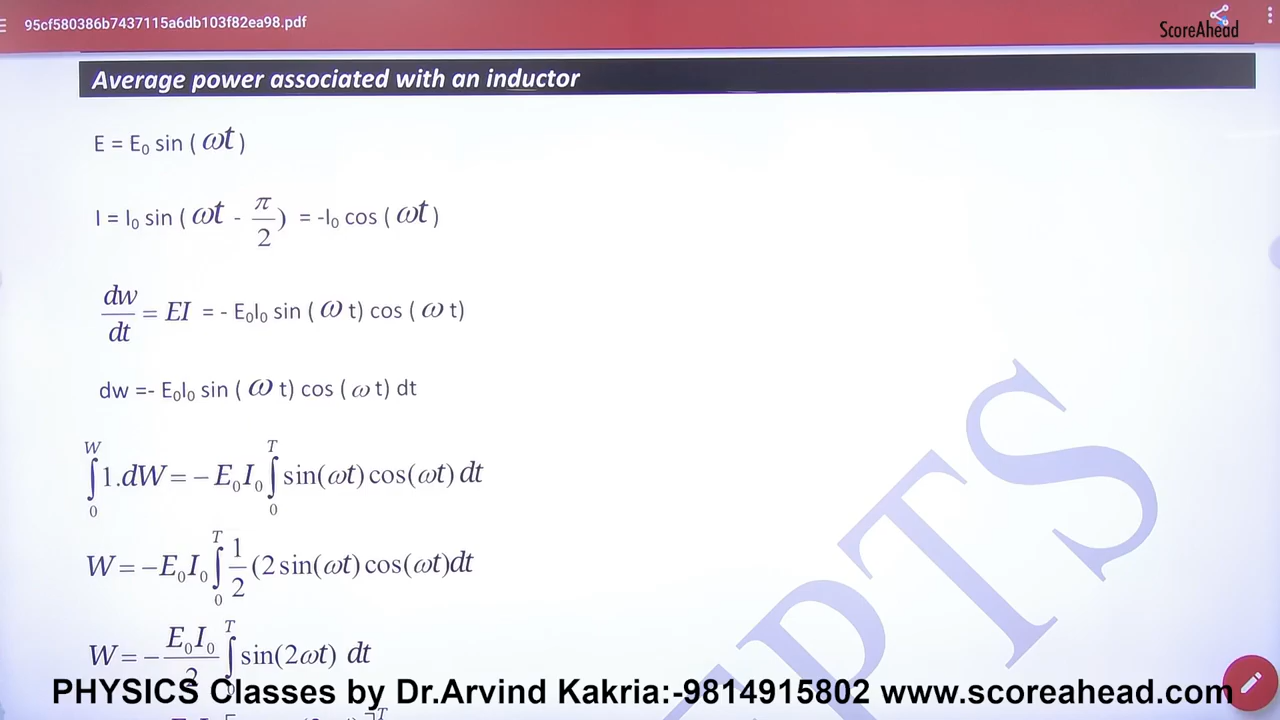 95cf580386b7437115a6db103f82ea98.pdf
ScoreAhead
Average power associated with an inductor
E = E₀ sin ( ωt )
I = I₀ sin ( ωt - π/2 ) = -I₀ cos ( ωt )
dw/dt = EI = - E₀I₀ sin ( ω t) cos ( ω t)
dw =- E₀I₀ sin ( ω t) cos ( ω t) dt
∫₀^W 1.dW = – E₀I₀ ∫₀^T sin(ωt) cos(ωt) dt
W = –E₀I₀ ∫₀^T 1/2 (2 sin(ωt) cos(ωt)dt
W = – E₀I₀/2 ∫₀^T sin(2ωt) dt
PHYSICS Classes by Dr.Arvind Kakria:-9814915802 www.scoreahead.com
EPTS